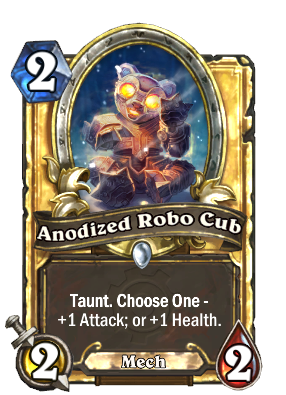 2
Anodized Robo Cub
Taunt. Choose One -
+1 Attack; or +1 Health.
2 Mech 2